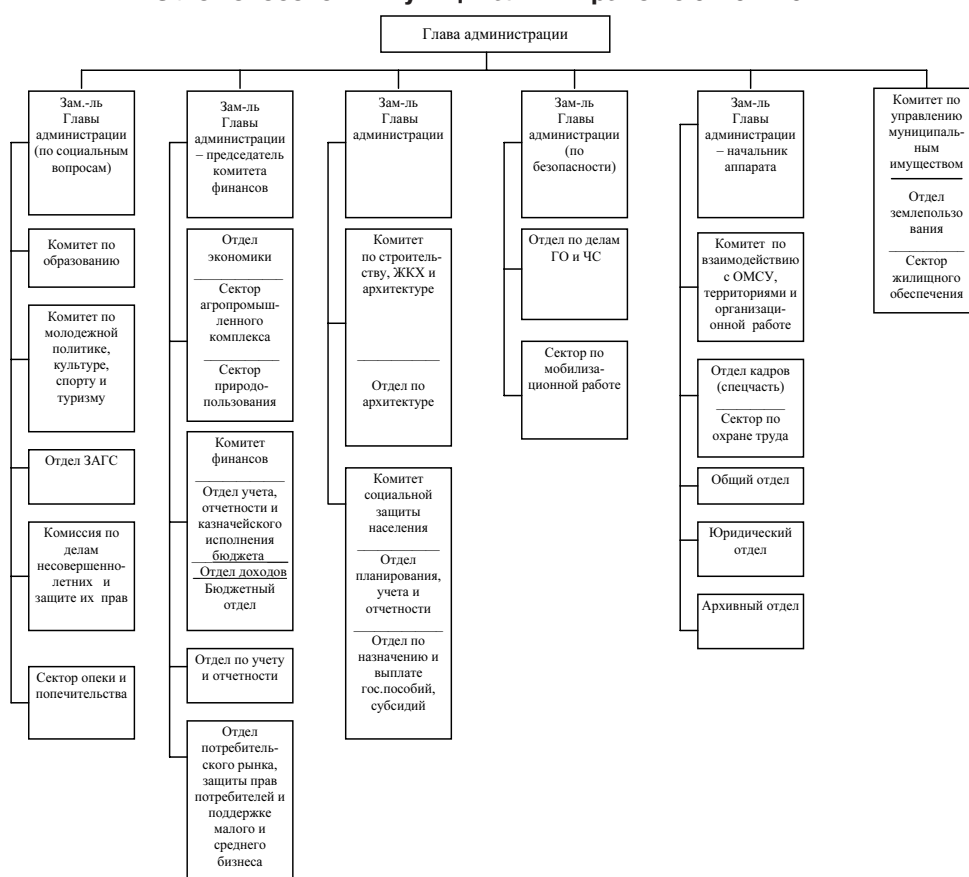 Глава администрации
Зам.-ль
Главы
администрации
(по социальным
вопросам)
Комитет по
образованию
Комитет по
молодежной
политике,
культуре,
спорту и
туризму
Отдел ЗАГС
Комиссия по
делам
несовершенно-
летних и
защите их прав
Сектор опеки и
попечительства
Зам-ль
Главы
администрации
– председатель
комитета
финансов
Отдел
экономики
Сектор
агропромыш-
ленного
комплекса
Сектор
природо-
пользования
Комитет
финансов
Отдел учета,
отчетности и
казначейского
исполнения
бюджета
Отдел доходов
Бюджетный
отдел
Отдел по учету
и отчетности
Отдел
потребитель-
ского рынка,
защиты прав
потребителей и
поддержке
малого и
среднего
бизнеса
Зам-ль
Главы
администрации
Комитет
по строитель-
ству, ЖКХ и
архитектуре
Отдел по
архитектуре
Комитет
социальной
защиты
населения
Отдел
планирования,
учета и
отчетности
Отдел по
назначению и
выплате
гос.пособий,
субсидий
Зам-ль
Главы
администрации
(по
безопасности)
Отдел по делам
ГО и ЧС
Сектор по
мобилиза-
ционной работе
Зам-ль
Главы
администрации
– начальник
аппарата
Комитет по
взаимодействию
с ОМСУ,
территориями и
организаци-
онной работе
Отдел кадров
(спецчасть)
Сектор по
охране труда
Общий отдел
Юридический
отдел
Архивный отдел
Комитет по
управлению
муниципаль-
ным
имуществом
Отдел
землепользо
вания
Сектор
жилищного
обеспечения